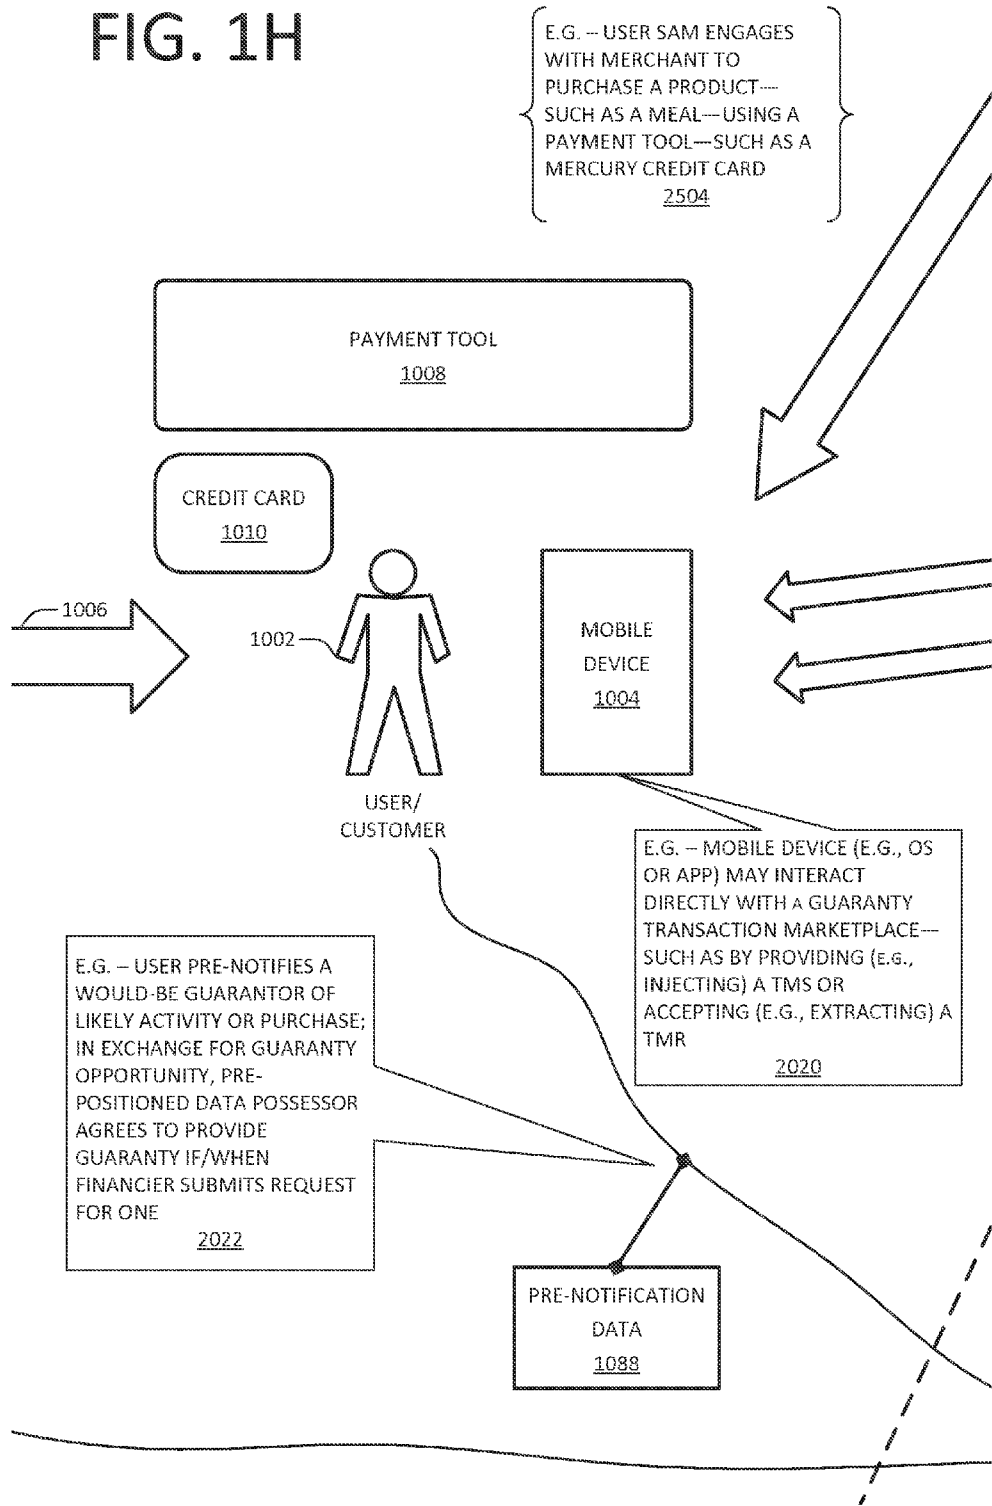 FIG. 1H
E.G. – USER SAM ENGAGES
WITH MERCHANT TO
PURCHASE A PRODUCT—
SUCH AS A MEAL—USING A
PAYMENT TOOL—SUCH AS A
MERCURY CREDIT CARD
2504
PAYMENT TOOL
1008
CREDIT CARD
1010
1006
1002
MOBILE
DEVICE
1004
USER/
CUSTOMER
E.G. – MOBILE DEVICE (E.G., OS
OR APP) MAY INTERACT
DIRECTLY WITH A GUARANTY
TRANSACTION MARKETPLACE—
SUCH AS BY PROVIDING (E.G.,
INJECTING) A TMS OR
ACCEPTING (E.G., EXTRACTING) A
TMR
2020
E.G. – USER PRE-NOTIFIES A
WOULD-BE GUARANTOR OF
LIKELY ACTIVITY OR PURCHASE;
IN EXCHANGE FOR GUARANTY
OPPORTUNITY, PRE-
POSITIONED DATA POSSESSOR
AGREES TO PROVIDE
GUARANTY IF/WHEN
FINANCIER SUBMITS REQUEST
FOR ONE
2022
PRE-NOTIFICATION
DATA
1088